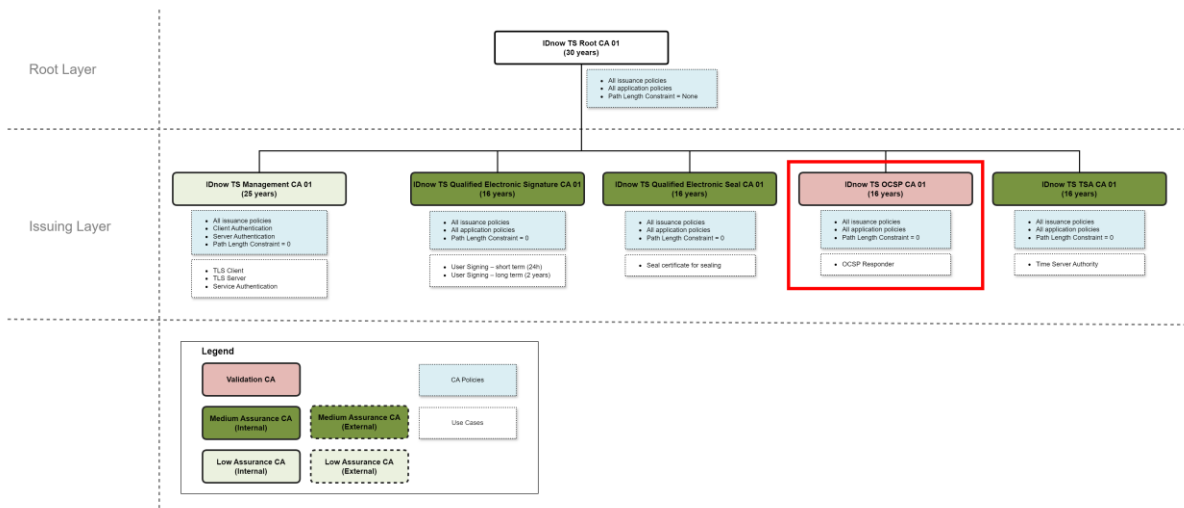 IDnow TS Root CA 01
(30 years)
Root Layer
• All issuance policies
• All application policies
• Path Length Constraint = None
IDnow TS Management CA 01
(25 years)
IDnow TS Qualified Electronic Signature CA 01
(16 years)
IDnow TS Qualified Electronic Seal CA 01
(16 years)
IDnow TS OCSP CA 01
(16 years)
IDnow TS TSA CA 01
(16 years)
Issuing Layer
• All issuance policies
• Client Authentication
• Server Authentication
• Path Length Constraint = 0
• All issuance policies
• All application policies
• Path Length Constraint = 0
• All issuance policies
• All application policies
• Path Length Constraint = 0
• All issuance policies
• All application policies
• Path Length Constraint = 0
• All issuance policies
• All application policies
• Path Length Constraint = 0
• TLS Client
• TLS Server
• Service Authentication
• User Signing – short term (24h)
• User Signing – long term (2 years)
• Seal certificate for sealing
• OCSP Responder
• Time Server Authority
Legend
Validation CA
CA Policies
Medium Assurance CA
(Internal)
Medium Assurance CA
(External)
Use Cases
Low Assurance CA
(Internal)
Low Assurance CA
(External)